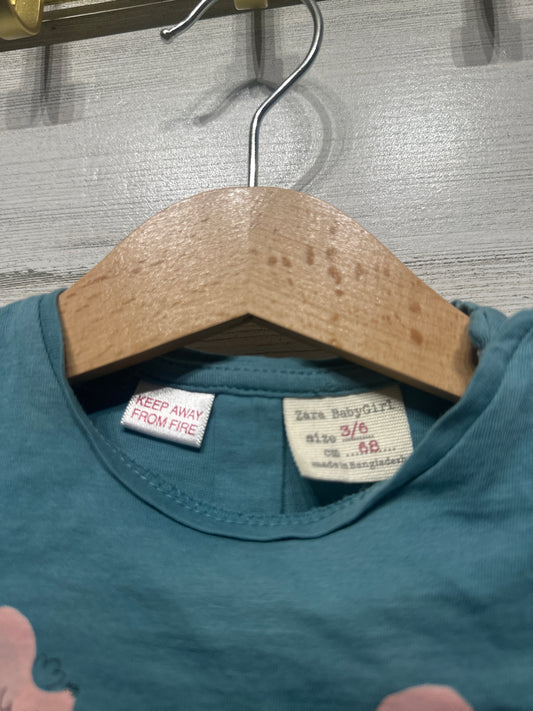 KEEP AWAY
FROM FIRE
Zara BabyGirl
size 3/6
cm ....68....
made in Bangladesh